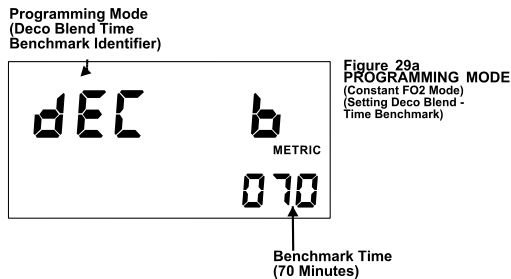 Programming Mode
(Deco Blend Time
Benchmark Identifier)
Figure 29a
PROGRAMMING MODE
(Constant FO2 Mode)
(Setting Deco Blend -
Time Benchmark)
dEC b
METRIC
070
Benchmark Time
(70 Minutes)